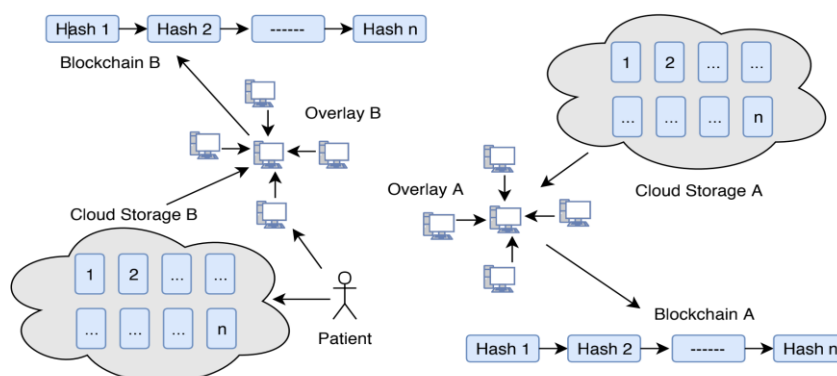 Hash 1 Hash 2 ------ Hash n
Blockchain B
Overlay B
Cloud Storage B
1 2 ... ...
... ... ... n
Patient
1 2 ... ...
... ... ... n
Cloud Storage A
Overlay A
Blockchain A
Hash 1 Hash 2 ------ Hash n